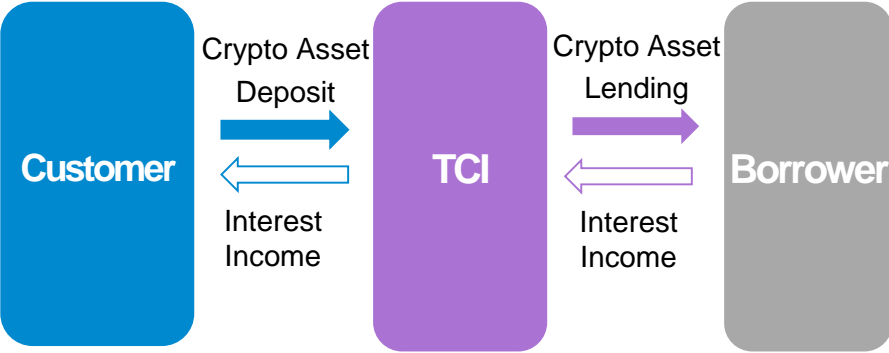 Customer
Crypto Asset
Deposit
Interest
Income
TCI
Crypto Asset
Lending
Interest
Income
Borrower